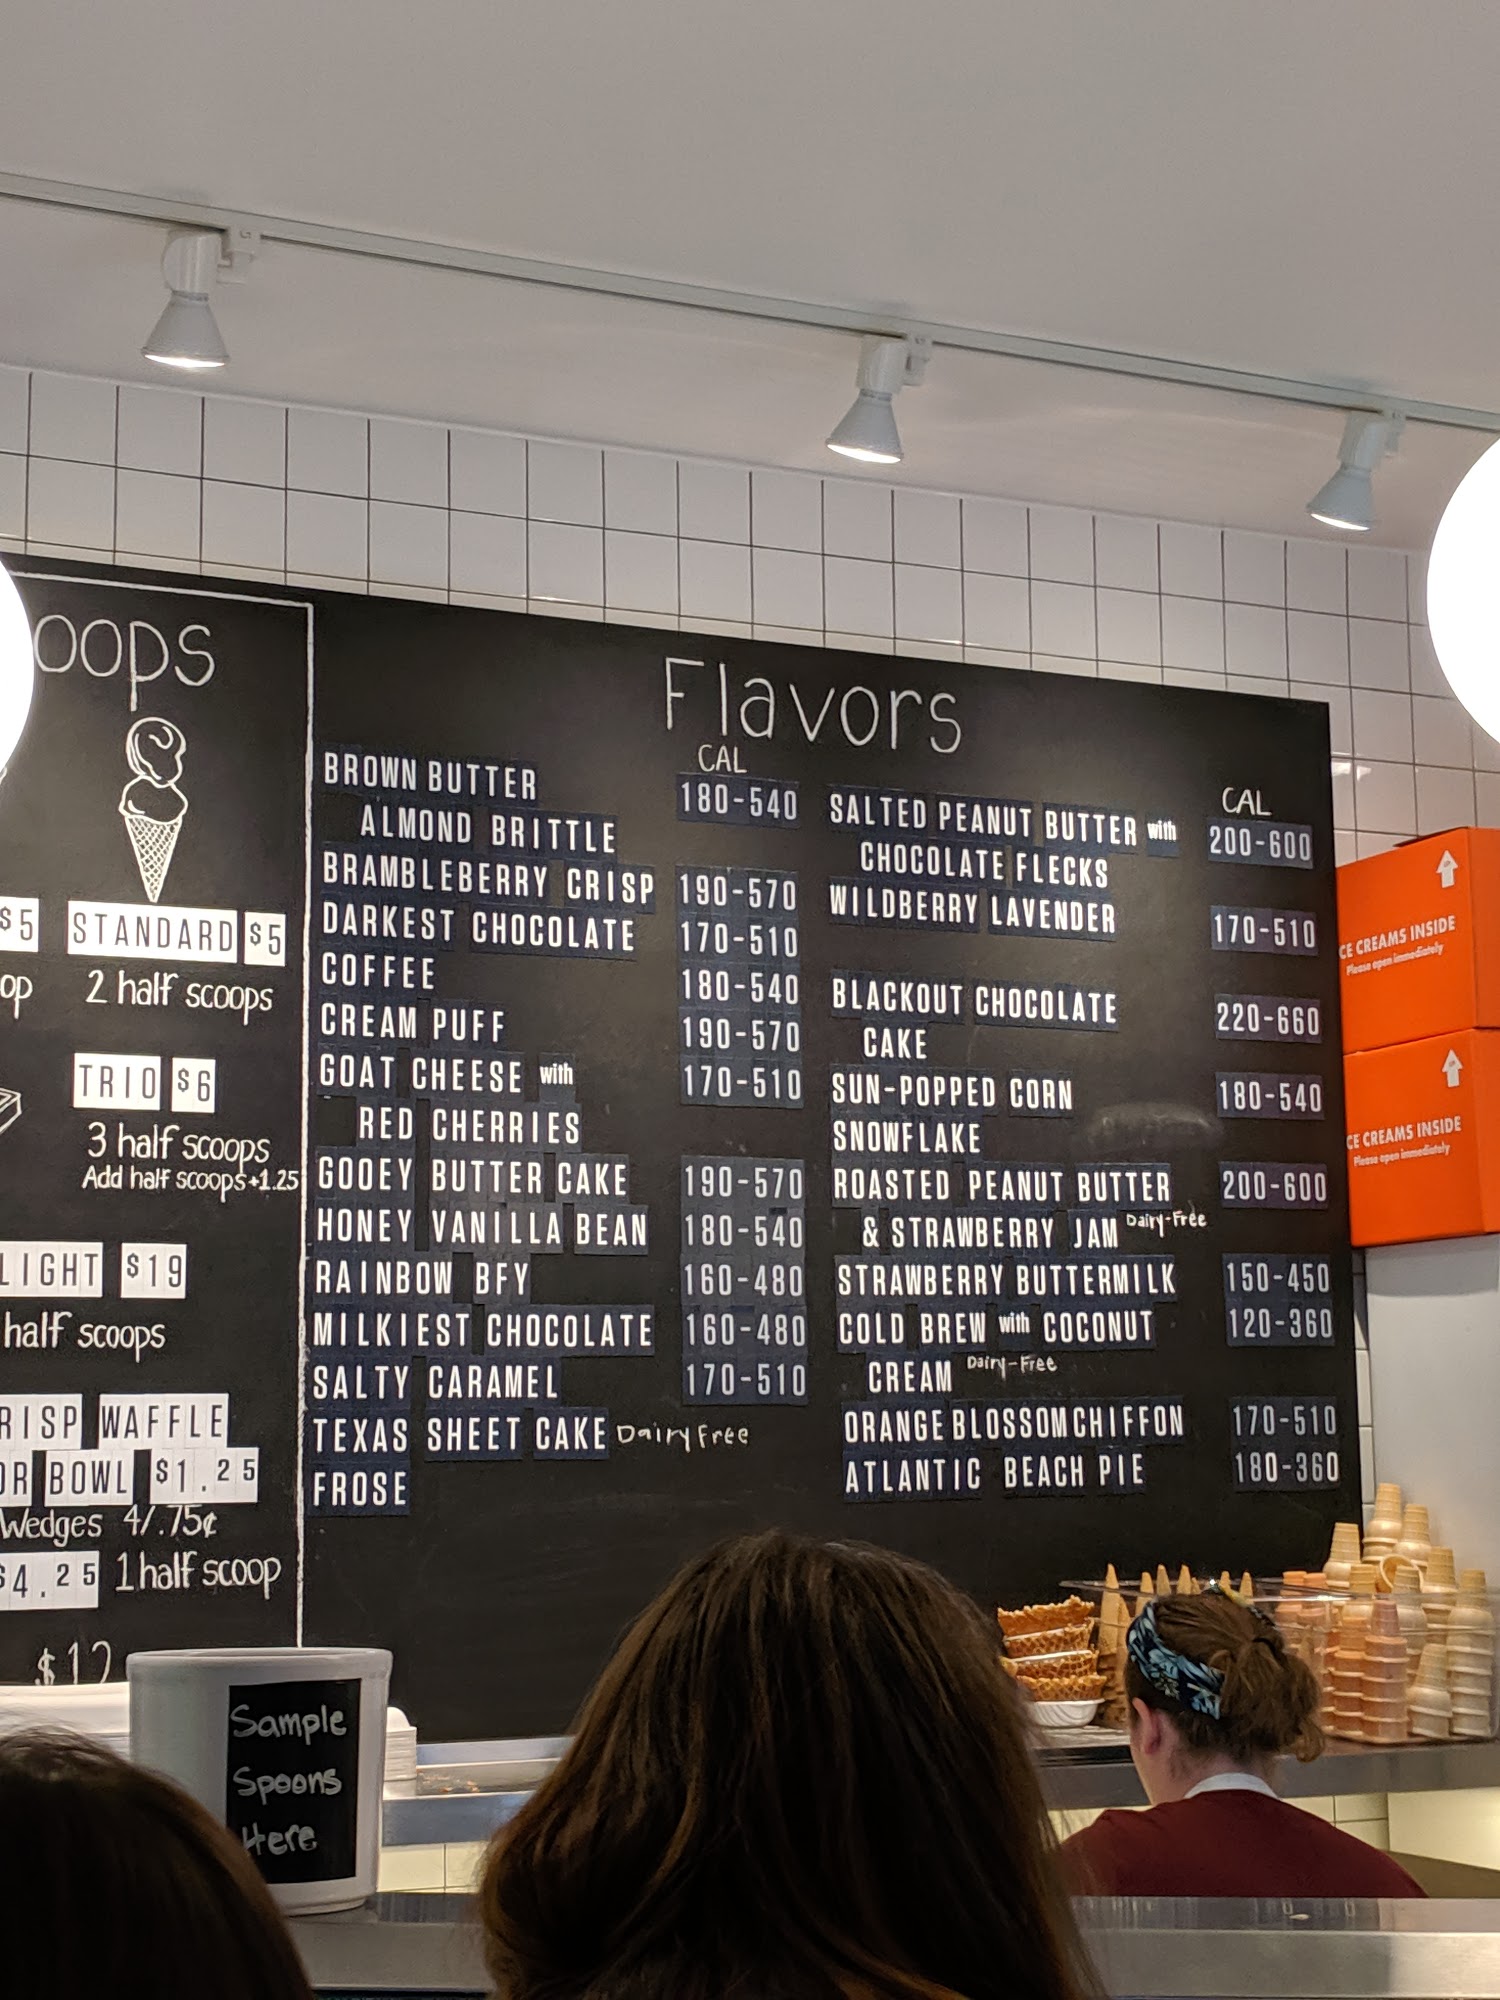 oops
$5 STANDARD $5
op 2 half scoops
TRIO $6
3 half scoops
Add half scoops +1.25
LIGHT $19
half scoops
RISP WAFFLE
OR BOWL $1.25
Wedges 4/.75¢
$4.25 1 half scoop
$12
Flavors
CAL
BROWN BUTTER 180-540
ALMOND BRITTLE
BRAMBLEBERRY CRISP 190-570
DARKEST CHOCOLATE 170-510
COFFEE 180-540
CREAM PUFF 190-570
GOAT CHEESE with 170-510
RED CHERRIES
GOOEY BUTTER CAKE 190-570
HONEY VANILLA BEAN 180-540
RAINBOW BFY 160-480
MILKIEST CHOCOLATE 160-480
SALTY CARAMEL 170-510
TEXAS SHEET CAKE Dairy Free
FROSE
CAL
SALTED PEANUT BUTTER with 200-600
CHOCOLATE FLECKS
WILDBERRY LAVENDER 170-510
BLACKOUT CHOCOLATE 220-660
CAKE
SUN-POPPED CORN 180-540
SNOWFLAKE
ROASTED PEANUT BUTTER 200-600
& STRAWBERRY JAM Dairy-Free
STRAWBERRY BUTTERMILK 150-450
COLD BREW with COCONUT 120-360
CREAM Dairy-Free
ORANGE BLOSSOM CHIFFON 170-510
ATLANTIC BEACH PIE 180-360
CE CREAMS INSIDE
Please open immediately
CE CREAMS INSIDE
Please open immediately
Sample
Spoons
Here